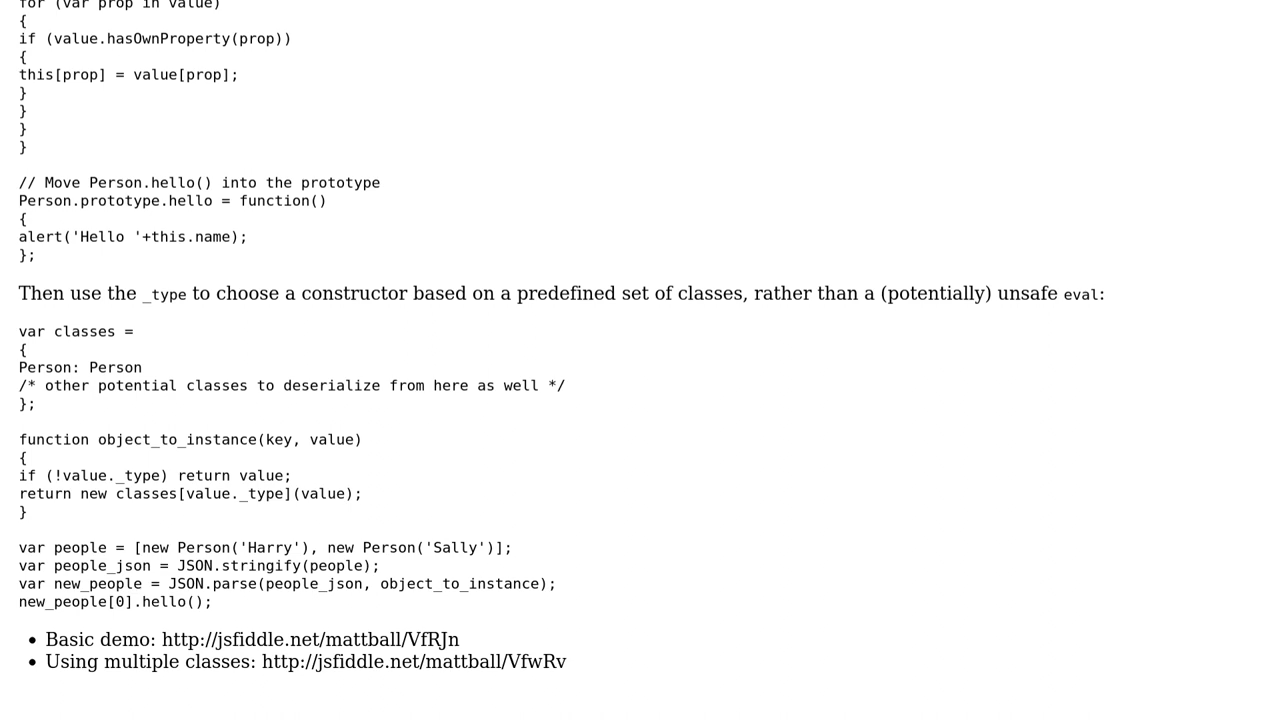 for (var prop in value)
{
if (value.hasOwnProperty(prop))
{
this[prop] = value[prop];
}
}
}
}
// Move Person.hello() into the prototype
Person.prototype.hello = function()
{
alert('Hello '+this.name);
};
Then use the _type to choose a constructor based on a predefined set of classes, rather than a (potentially) unsafe eval:
var classes =
{
Person: Person
/* other potential classes to deserialize from here as well */
};
function object_to_instance(key, value)
{
if (!value._type) return value;
return new classes[value._type](value);
}
var people = [new Person('Harry'), new Person('Sally')];
var people_json = JSON.stringify(people);
var new_people = JSON.parse(people_json, object_to_instance);
new_people[0].hello();
• Basic demo: http://jsfiddle.net/mattball/VfRJn
• Using multiple classes: http://jsfiddle.net/mattball/VfwRv